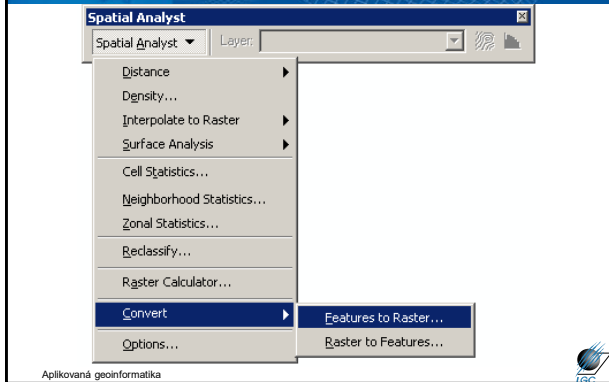 Spatial Analyst
Spatial Analyst Layer:
Distance
Density...
Interpolate to Raster
Surface Analysis
Cell Statistics...
Neighborhood Statistics...
Zonal Statistics...
Reclassify...
Raster Calculator...
Convert
Features to Raster...
Raster to Features...
Options...
Aplikovaná geoinformatika